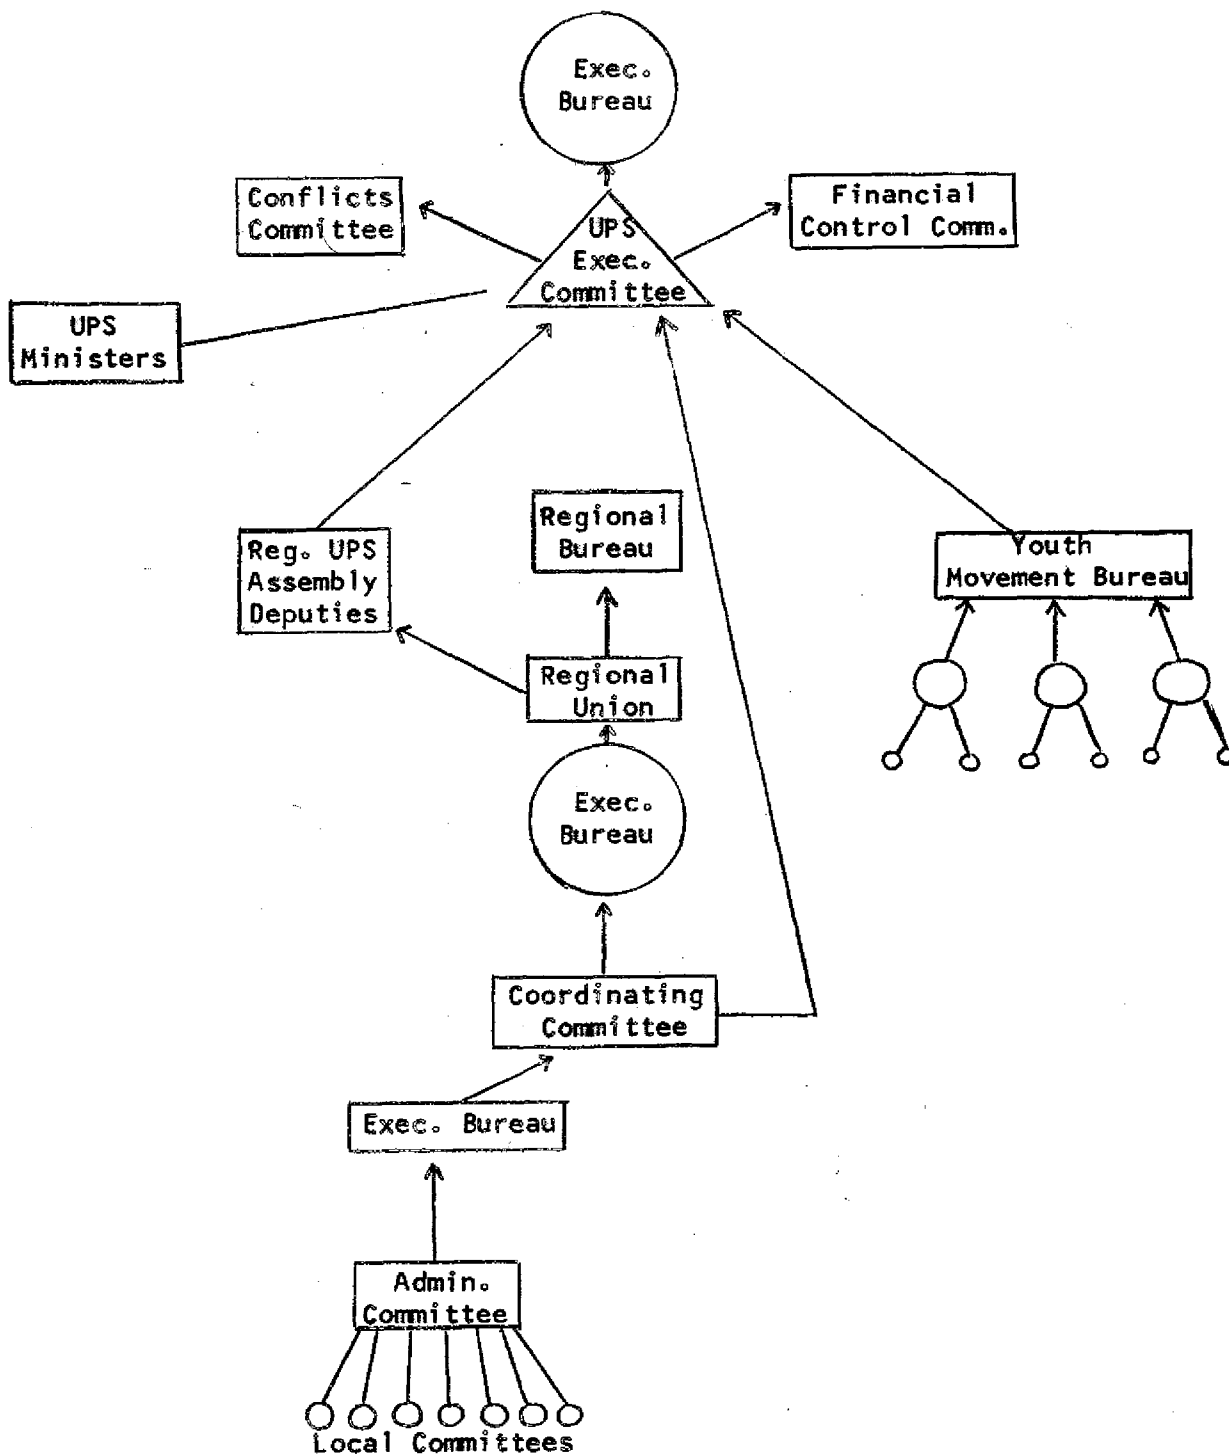 Exec.
Bureau
Conflicts
Committee
Financial
Control Comm.
UPS
Exec.
Committee
UPS
Ministers
Regional
Bureau
Reg. UPS
Assembly
Deputies
Youth
Movement Bureau
Regional
Union
Exec.
Bureau
Coordinating
Committee
Exec. Bureau
Admin.
Committee
Local Committees